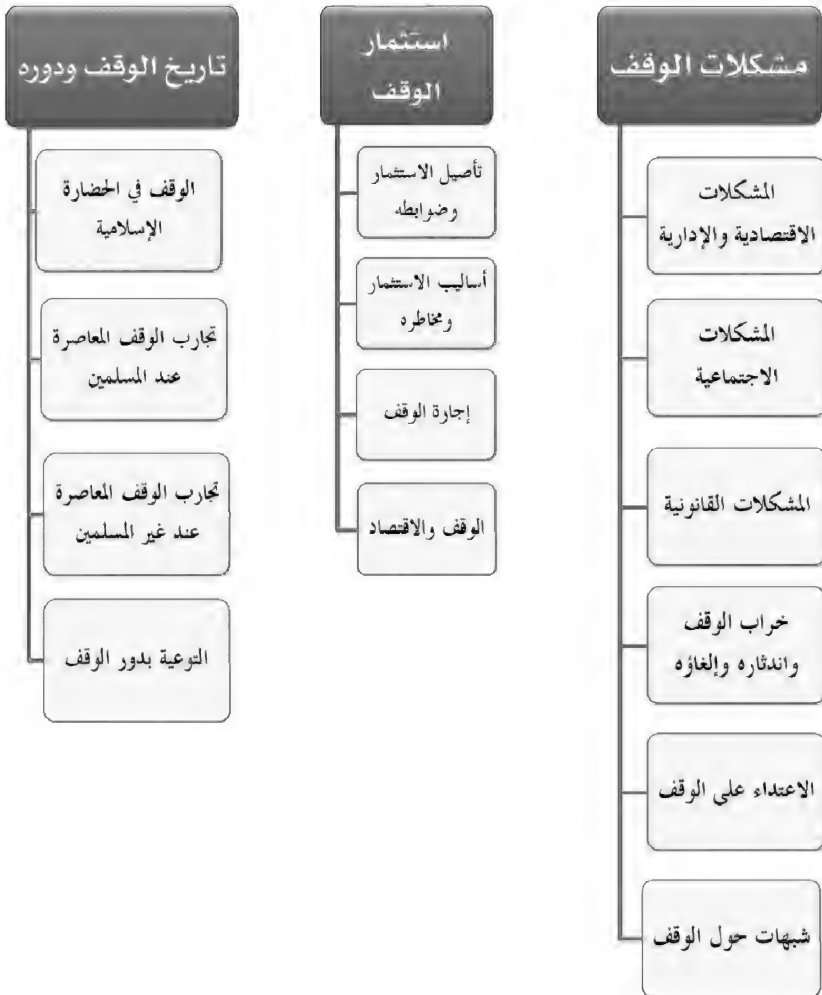 مشكلات الوقف
المشكلات
الاقتصادية والإدارية
المشكلات
الاجتماعية
المشكلات القانونية
خراب الوقف
واندثاره وإلغاؤه
الاعتداء على الوقف
شبهات حول الوقف
استثمار
الوقف
تأصيل الاستثمار
وضوابطه
أساليب الاستثمار
ومخاطره
إجارة الوقف
الوقف والاقتصاد
تاريخ الوقف ودوره
الوقف في الحضارة
الإسلامية
تجارب الوقف المعاصرة
عند المسلمين
تجارب الوقف المعاصرة
عند غير المسلمين
التوعية بدور الوقف